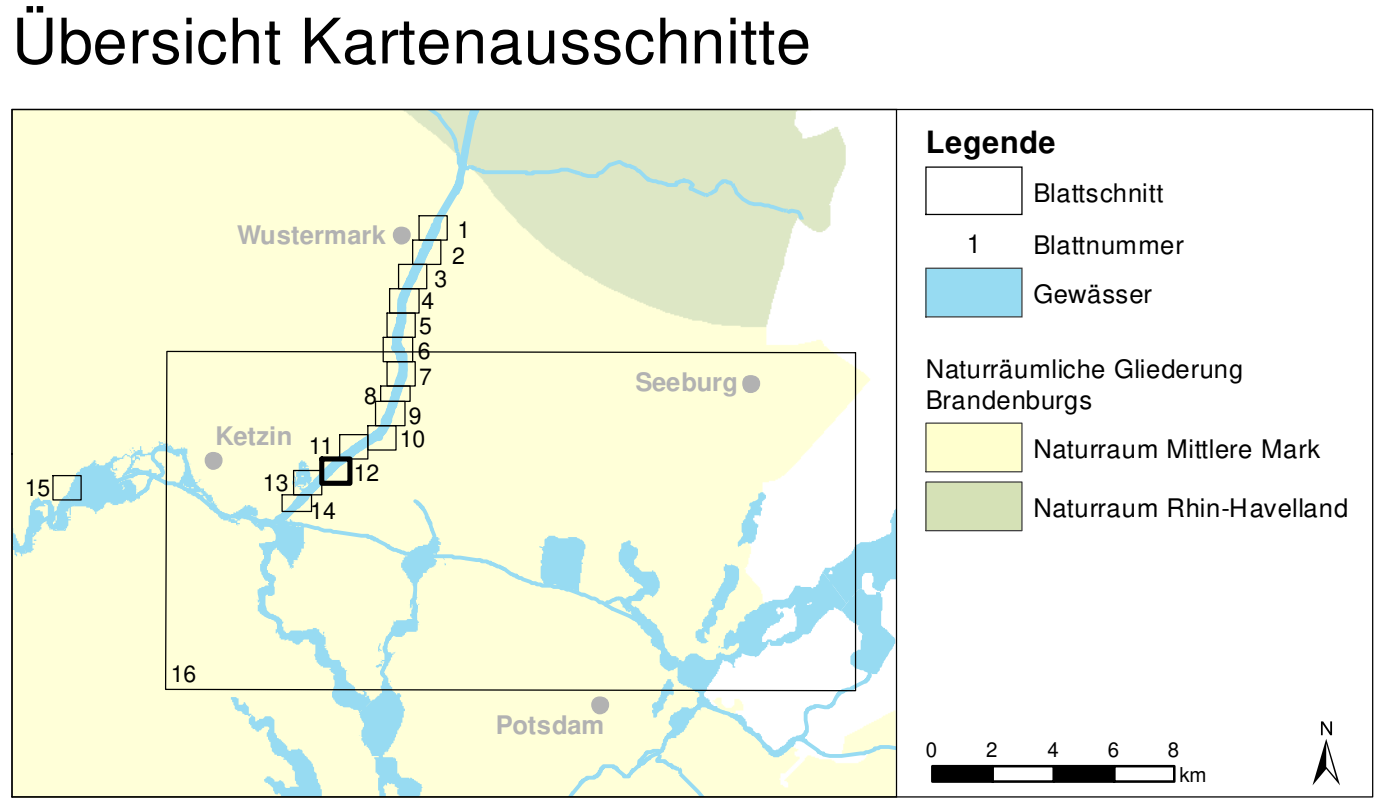 Übersicht Kartenausschnitte
Wustermark
1
2
3
4
5
6
7
8
9
10
11
12
13
14
15
16
Seeburg
Ketzin
Potsdam
Legende
Blattschnitt
1 Blattnummer
Gewässer
Naturräumliche Gliederung
Brandenburgs
Naturraum Mittlere Mark
Naturraum Rhin-Havelland
0 2 4 6 8
km
N